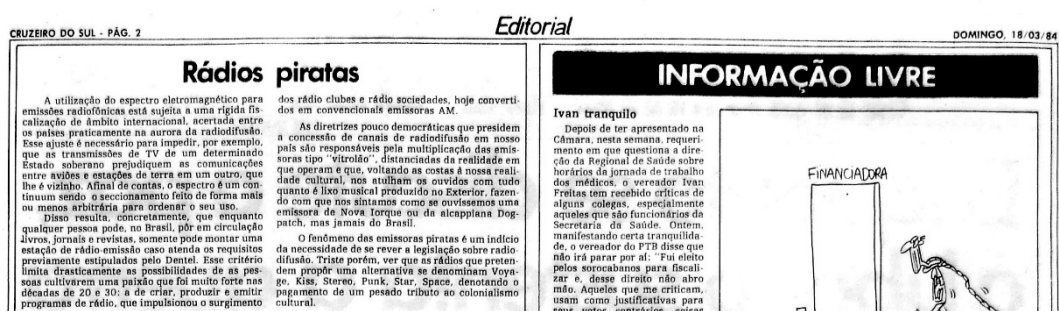 CRUZEIRO DO SUL - PÁG. 2
Editorial
DOMINGO, 18/03/84
Rádios piratas
A utilização do espectro eletromagnético para
emissões radiofônicas está sujeita a uma rígida fis-
calização de âmbito internacional, acertada entre
os países praticamente na aurora da radiodifusão.
Esse ajuste é necessário para impedir, por exemplo,
que as transmissões de TV de um determinado
Estado soberano prejudiquem as comunicações
entre aviões e estações de terra em um outro, que
lhe é vizinho. Afinal de contas, o espectro é um con-
tinuum sendo o seccionamento feito de forma mais
ou menos arbitrária para ordenar o seu uso.
Disso resulta, concretamente, que enquanto
qualquer pessoa pode, no Brasil, pôr em circulação
livros, jornais e revistas, somente pode montar uma
estação de rádio-emissão caso atenda os requisitos
previamente estipulados pelo Dentel. Esse critério
limita drasticamente as possibilidades de as pes-
soas cultivarem uma paixão que foi muito forte nas
décadas de 20 e 30: a de criar, produzir e emitir
programas de rádio, que impulsionou o surgimento
dos rádio clubes e rádio sociedades, hoje converti-
dos em convencionais emissoras AM.
As diretrizes pouco democráticas que presidem
a concessão de canais de radiodifusão em nosso
país são responsáveis pela multiplicação das emis-
soras tipo "vitrolão", distanciadas da realidade em
que operam e que, voltando as costas à nossa reali-
dade cultural, nos atulham os ouvidos com tudo
quanto é lixo musical produzido no Exterior, fazen-
do com que nos sintamos como se ouvíssemos uma
emissora de Nova Iorque ou da alcappiana Dog-
patch, mas jamais do Brasil.
O fenômeno das emissoras piratas é um indício
da necessidade de se rever a legislação sobre radio-
difusão. Triste porém, ver que as rádios que preten-
dem propôr uma alternativa se denominam Voya-
ge, Kiss, Stereo, Punk, Star, Space, denotando o
pagamento de um pesado tributo ao colonialismo
cultural.
INFORMAÇÃO LIVRE
Ivan tranquilo
Depois de ter apresentado na
Câmara, nesta semana, requeri-
mento em que questiona a dire-
ção da Regional de Saúde sobre
horários da jornada de trabalho
dos médicos, o vereador Ivan
Freitas tem recebido críticas de
alguns colegas, especialmente
aqueles que são funcionários da
Secretaria da Saúde. Ontem,
manifestando certa tranquilida-
de, o vereador do PTB disse que
não irá parar por aí: "Fui eleito
pelos sorocabanos para fiscali-
zar e, desse direito não abro
mão. Aqueles que me criticam,
usam como justificativas para
FINANCIADORA